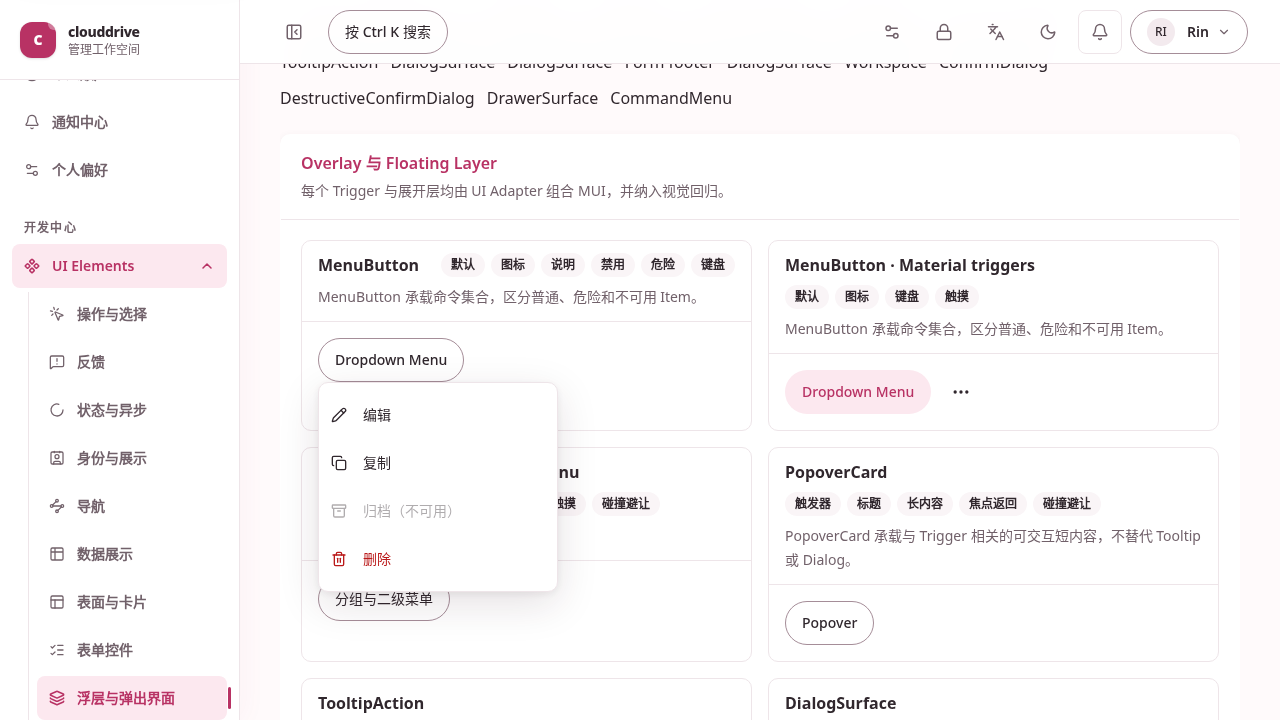 C
clouddrive
管理工作空间
按 Ctrl K 搜索
RI
Rin
通知中心
个人偏好
开发中心
UI Elements
操作与选择
反馈
状态与异步
身份与展示
导航
数据展示
表面与卡片
表单控件
浮层与弹出界面
TooltipAction DialogSurface DialogSurface FormFooter DialogSurface Workspace ConfirmDialog
DestructiveConfirmDialog DrawerSurface CommandMenu
Overlay 与 Floating Layer
每个 Trigger 与展开层均由 UI Adapter 组合 MUI，并纳入视觉回归。
MenuButton 默认 图标 说明 禁用 危险 键盘
MenuButton 承载命令集合，区分普通、危险和不可用 Item。
Dropdown Menu
编辑
复制
归档（不可用）
删除
MenuButton · Material triggers
默认 图标 键盘 触摸
MenuButton 承载命令集合，区分普通、危险和不可用 Item。
Dropdown Menu
nu
触摸 碰撞避让
分组与二级菜单
PopoverCard
触发器 标题 长内容 焦点返回 碰撞避让
PopoverCard 承载与 Trigger 相关的可交互短内容，不替代 Tooltip
或 Dialog。
Popover
TooltipAction
DialogSurface